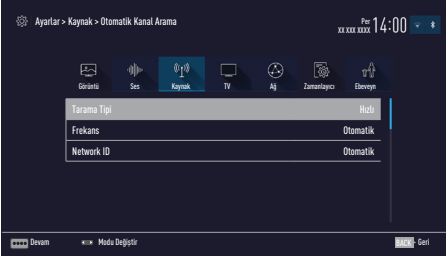 Ayarlar > Kaynak > Otomatik Kanal Arama
Per
xx xxx xxxx 14:00
Görüntü Ses Kaynak TV Ağ Zamanlayıcı Ebeveyn
Tarama Tipi Hızlı
Frekans Otomatik
Network ID Otomatik
Devam Modu Değiştir BACK - Geri